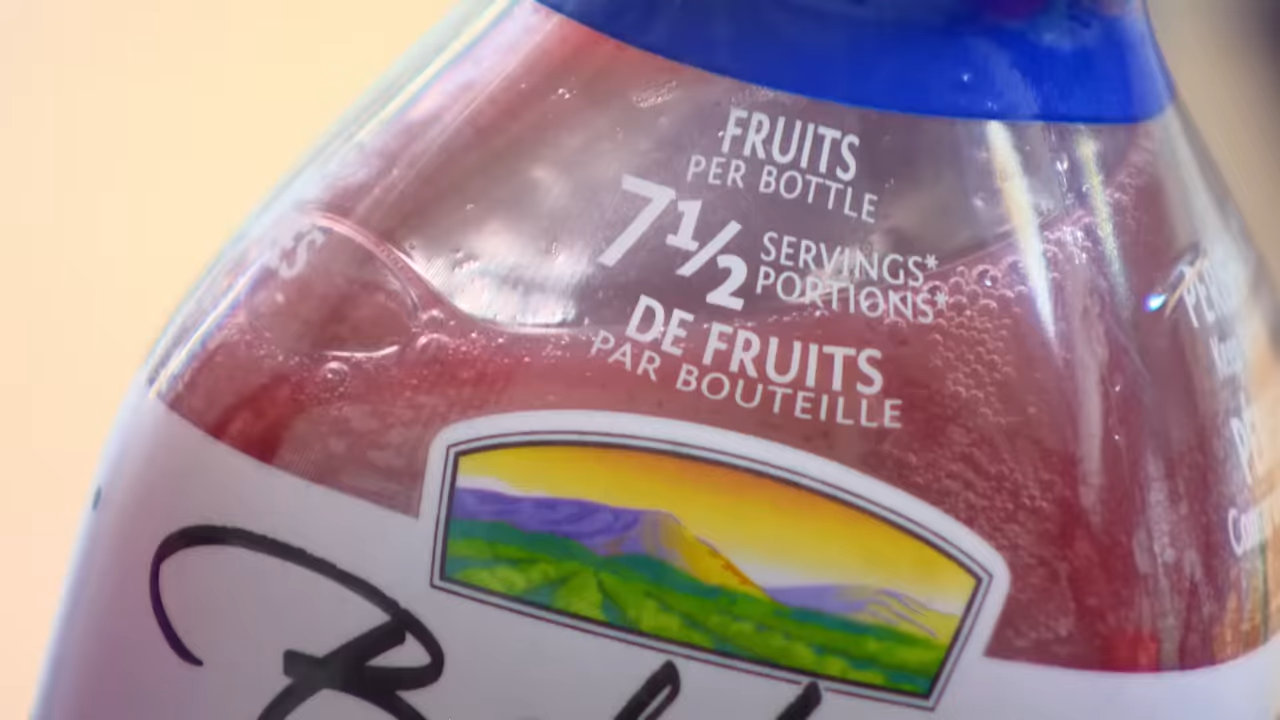 FRUITS
PER BOTTLE
7½ SERVINGS*
PORTIONS*
DE FRUITS
PAR BOUTEILLE